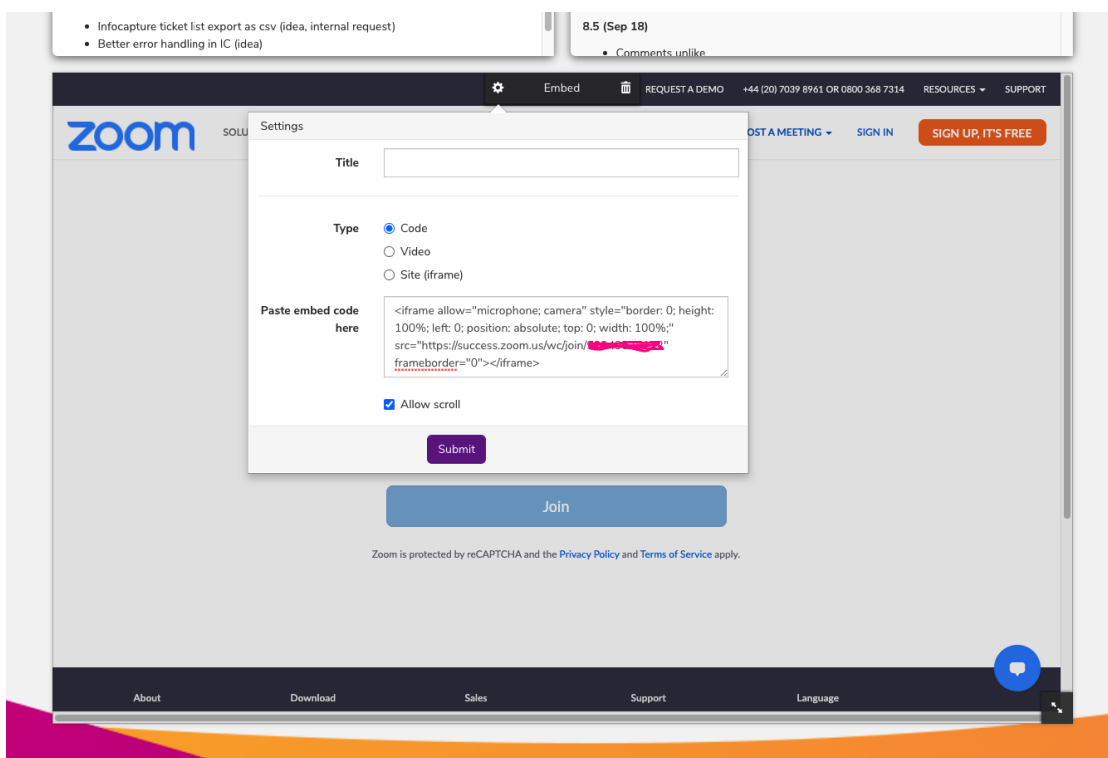 Infocapture ticket list export as csv (idea, internal request)
Better error handling in IC (idea)
8.5 (Sep 18)
Comments unlike
Embed
REQUEST A DEMO
+44 (20) 7039 8961 OR 0800 368 7314
RESOURCES
SUPPORT
zoom
SOLU
OST A MEETING
SIGN IN
SIGN UP, IT'S FREE
Settings
Title
Type
Code
Video
Site (iframe)
Paste embed code
here
<iframe allow="microphone; camera" style="border: 0; height:
100%; left: 0; position: absolute; top: 0; width: 100%;"
src="https://success.zoom.us/wc/join/
frameborder="0"></iframe>
Allow scroll
Submit
Join
Zoom is protected by reCAPTCHA and the Privacy Policy and Terms of Service apply.
About
Download
Sales
Support
Language